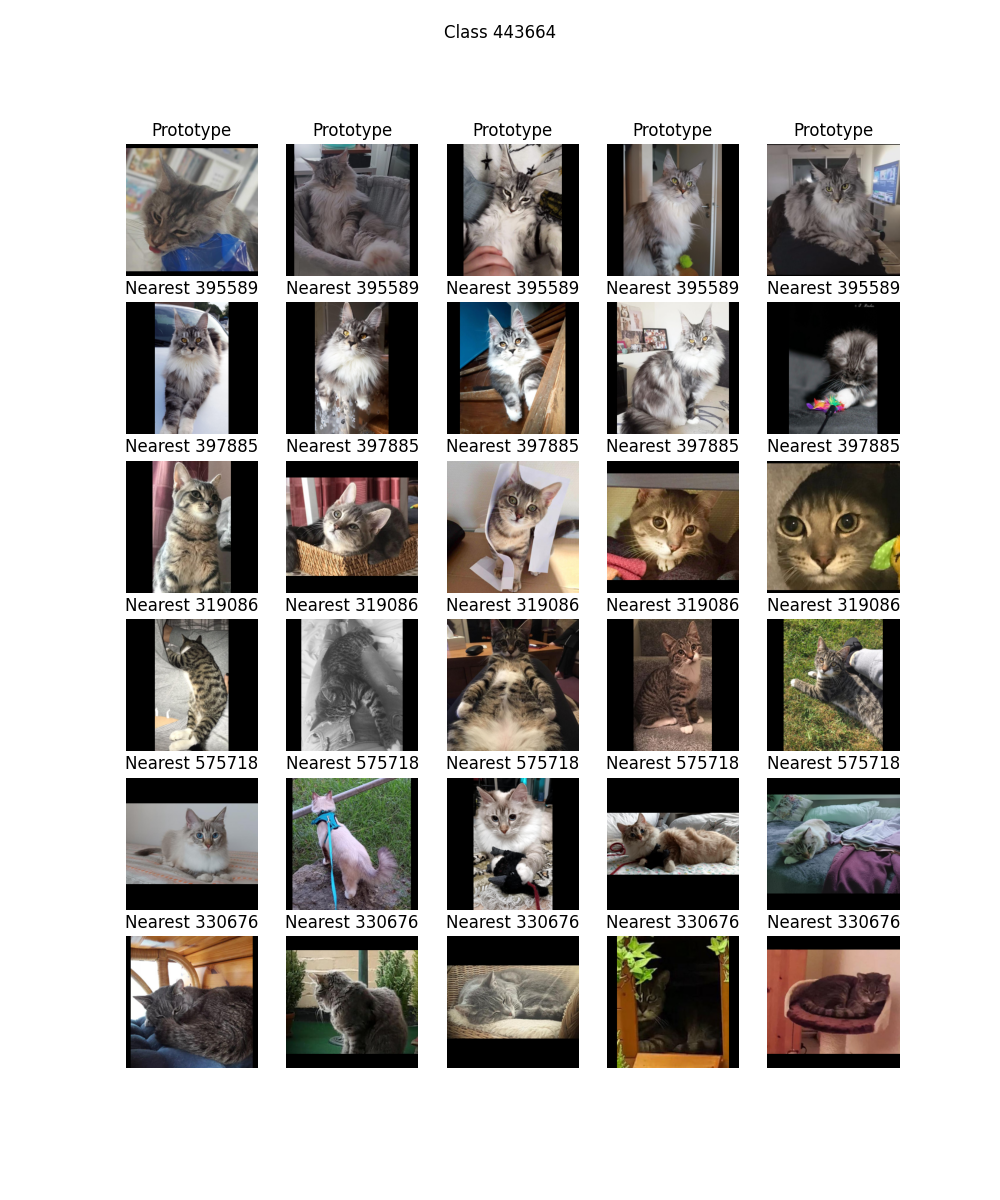 Class 443664
Prototype Prototype Prototype Prototype Prototype
Nearest 395589 Nearest 395589 Nearest 395589 Nearest 395589 Nearest 395589
Nearest 397885 Nearest 397885 Nearest 397885 Nearest 397885 Nearest 397885
Nearest 319086 Nearest 319086 Nearest 319086 Nearest 319086 Nearest 319086
Nearest 575718 Nearest 575718 Nearest 575718 Nearest 575718 Nearest 575718
Nearest 330676 Nearest 330676 Nearest 330676 Nearest 330676 Nearest 330676